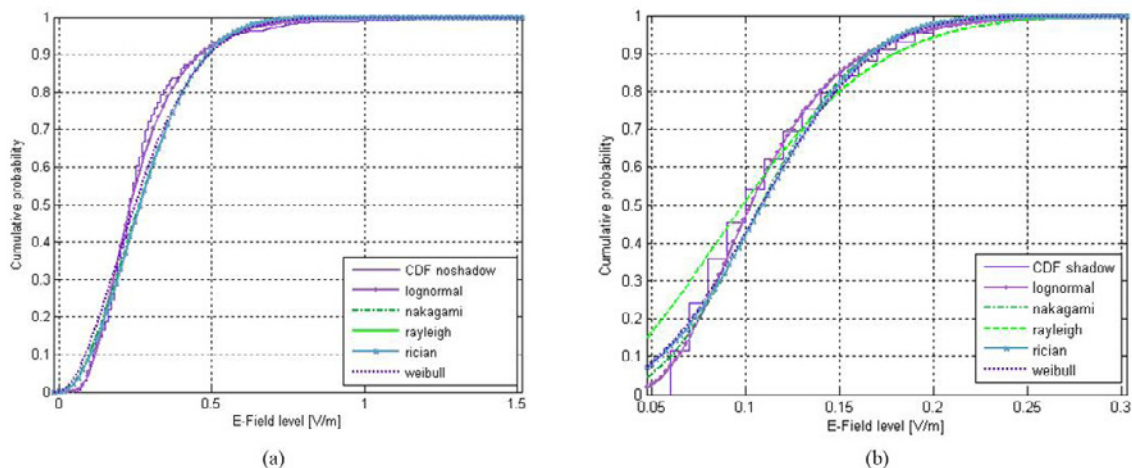 1
0.9
0.8
0.7
0.6
0.5
0.4
0.3
0.2
0.1
0
Cumulative probability
CDF noshadow
lognormal
nakagami
rayleigh
rician
weibull
0
0.5
1
1.5
E-Field level [V/m]
(a)
1
0.9
0.8
0.7
0.6
0.5
0.4
0.3
0.2
0.1
0
Cumulative probability
CDF shadow
lognormal
nakagami
rayleigh
rician
weibull
0.05
0.1
0.15
0.2
0.25
0.3
E-Field level [V/m]
(b)